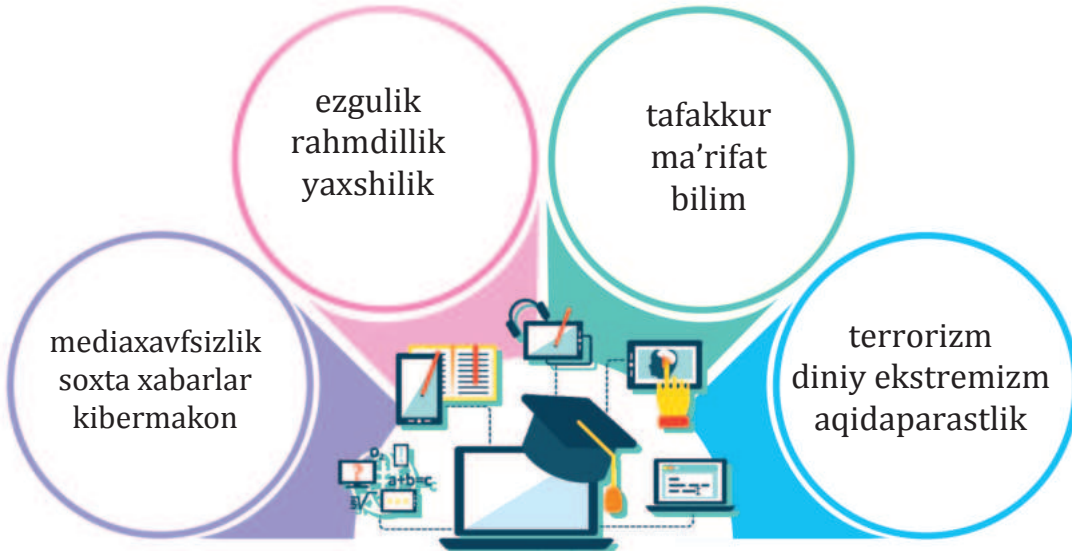 ezgulik
rahmdillik
yaxshilik
tafakkur
ma’rifat
bilim
mediaxavfsizlik
soxta xabarlar
kibermakon
terrorizm
diniy ekstremizm
aqidaparastlik
?
a+b=c